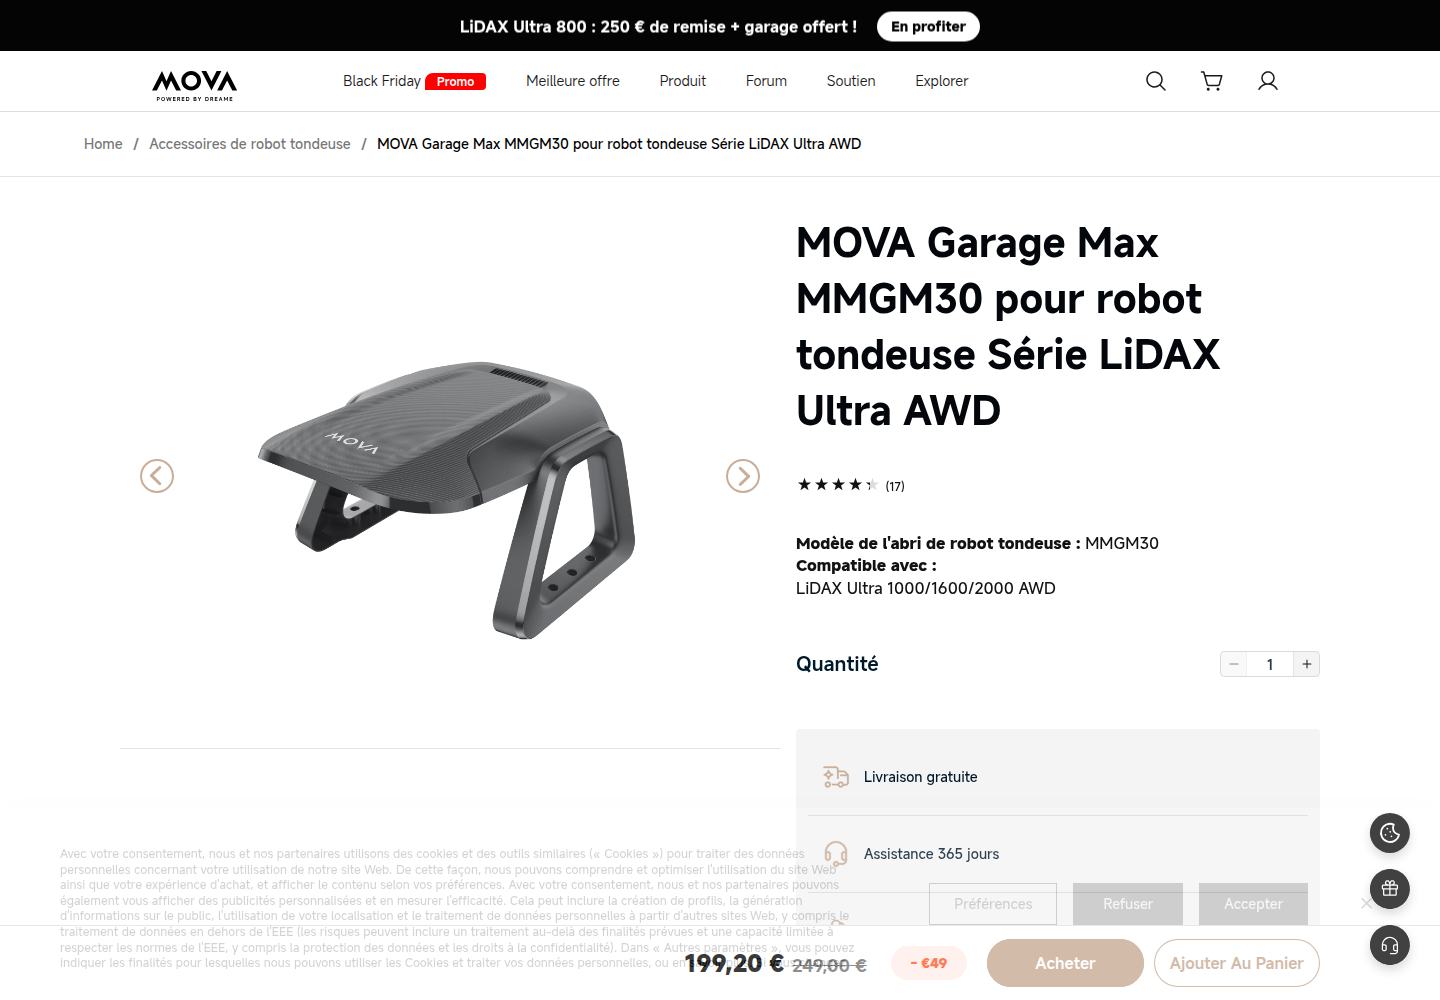 LiDAX Ultra 800 : 250 € de remise + garage offert !
En profiter
MOVA
POWERED BY DREAME
Black Friday Promo
Meilleure offre
Produit
Forum
Soutien
Explorer
Home / Accessoires de robot tondeuse / MOVA Garage Max MMGM30 pour robot tondeuse Série LiDAX Ultra AWD
MOVA
MOVA Garage Max
MMGM30 pour robot
tondeuse Série LiDAX
Ultra AWD
(17)
Modèle de l'abri de robot tondeuse : MMGM30
Compatible avec :
LiDAX Ultra 1000/1600/2000 AWD
Quantité
1
Livraison gratuite
Assistance 365 jours
Avec votre consentement, nous et nos partenaires utilisons des cookies et des outils similaires (« Cookies ») pour traiter des données
personnelles concernant votre utilisation de notre site Web. De cette façon, nous pouvons comprendre et optimiser l'utilisation du site Web
ainsi que votre expérience d'achat, et afficher le contenu selon vos préférences. Avec votre consentement, nous et nos partenaires pouvons
également vous afficher des publicités personnalisées et en mesurer l'efficacité. Cela peut inclure la création de profils, la génération
d'informations sur le public, l'utilisation de votre localisation et le traitement de données personnelles à partir d'autres sites Web, y compris le
traitement de données en dehors de l'EEE (les risques peuvent inclure un traitement au-delà des finalités prévues et une capacité limitée à
respecter les normes de l'EEE, y compris la protection des données et les droits à la confidentialité). Dans « Autres paramètres », vous pouvez
indiquer les finalités pour lesquelles nous pouvons utiliser les Cookies et traiter vos données personnelles, ou en
Préférences
Refuser
Accepter
199,20 € 249,00 €
- €49
Acheter
Ajouter Au Panier